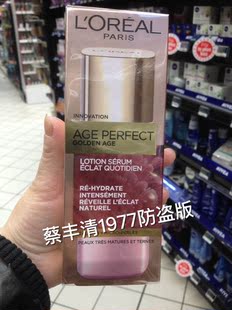 L'ORÉAL
PARIS
INNOVATION
AGE PERFECT
GOLDEN AGE
LOTION SÉRUM
ÉCLAT QUOTIDIEN
RÉ-HYDRATE
INTENSÉMENT
RÉVEILLE L'ÉCLAT
NATUREL
蔡丰清1977防盗版
PEAUX TRÈS MATURES ET TERNES